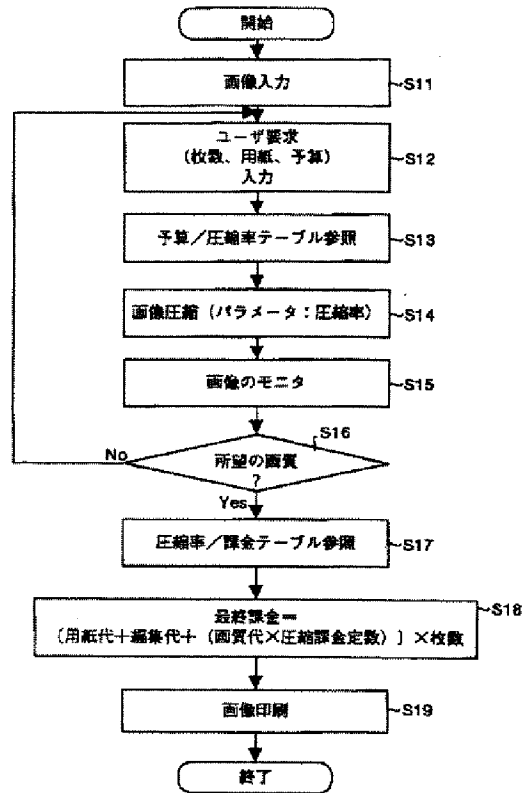 開始
画像入力
S11
ユーザ要求
(枚数、用紙、予算)
入力
S12
予算／圧縮率テーブル参照
S13
画像圧縮（パラメータ：圧縮率）
S14
画像のモニタ
S15
S16
No
所望の画質
?
Yes
圧縮率／課金テーブル参照
S17
最終課金＝
〔用紙代＋編集代＋（画質代×圧縮課金定数）〕×枚数
S18
画像印刷
S19
終了